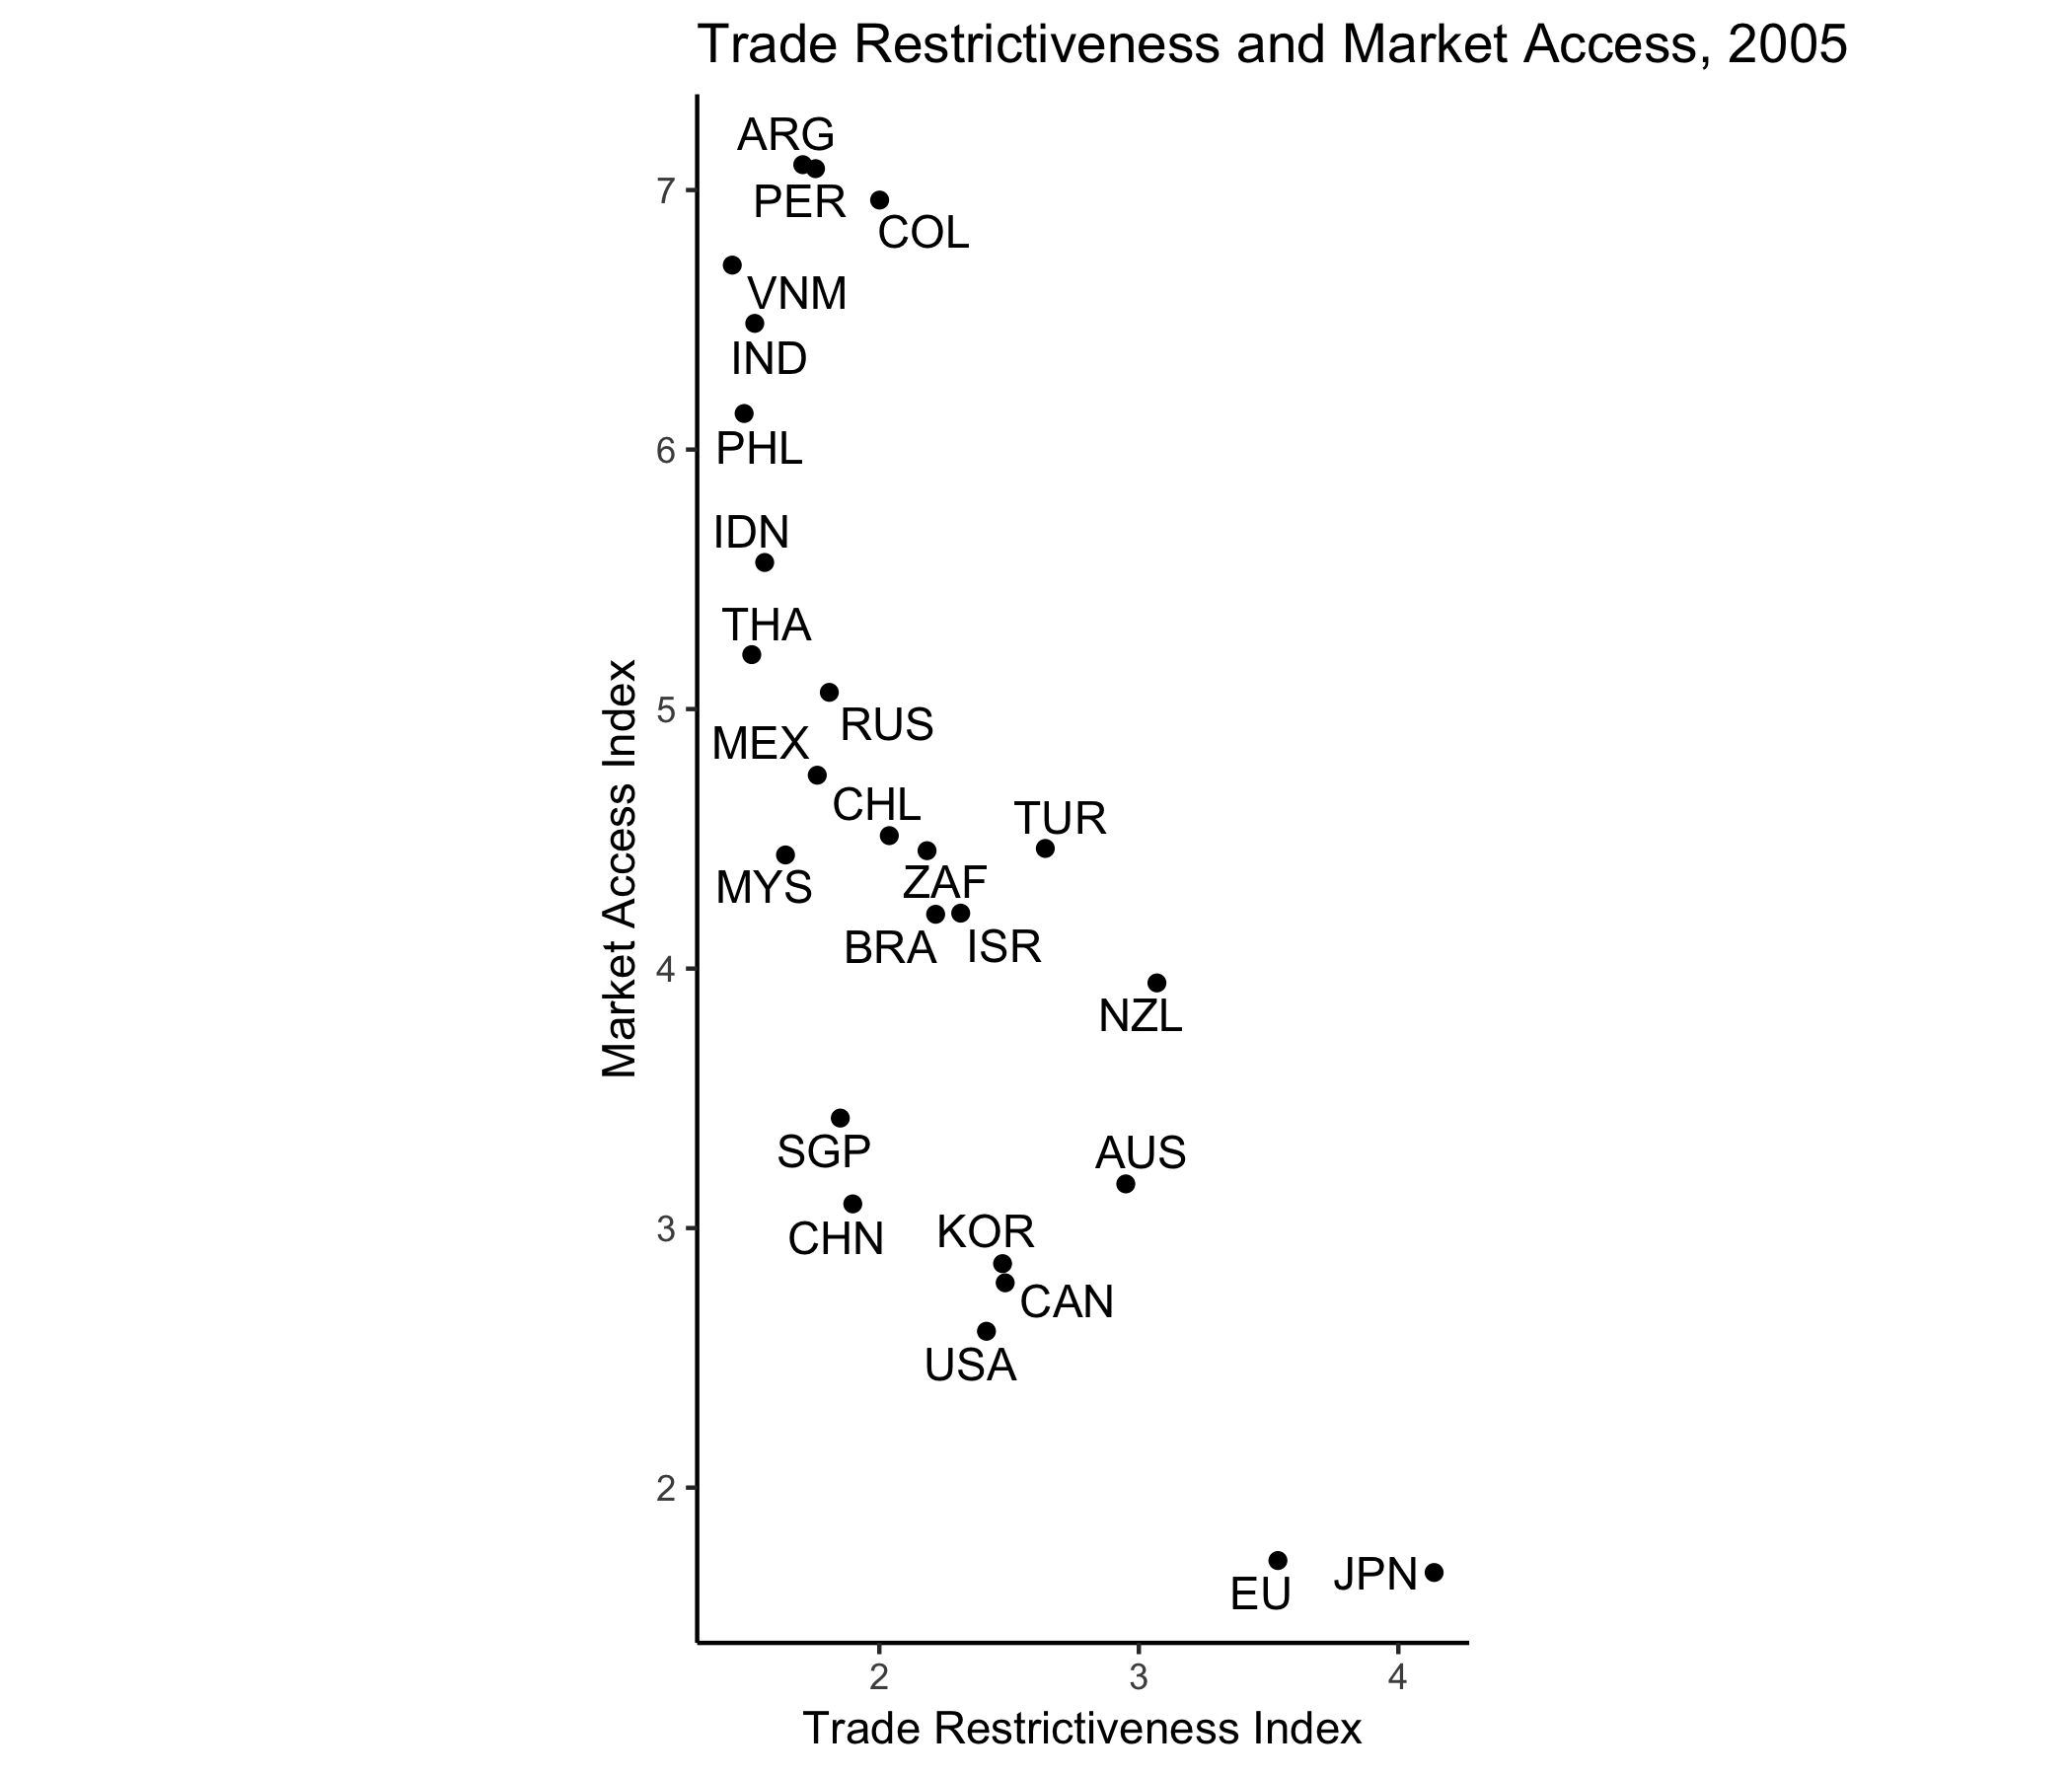 Trade Restrictiveness and Market Access, 2005
ARG
7
PER
COL
VNM
IND
6
PHL
IDN
THA
Market Access Index
5
RUS
MEX
CHL
TUR
MYS
ZAF
BRA
ISR
4
NZL
SGP
AUS
3
CHN
KOR
CAN
USA
2
EU
JPN
2
3
4
Trade Restrictiveness Index